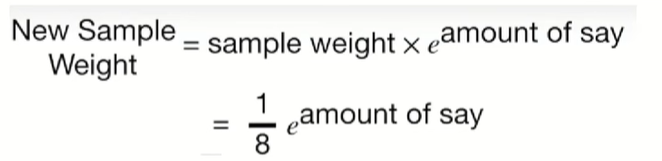 New Sample Weight = sample weight × e^amount of say
= 1/8 e^amount of say